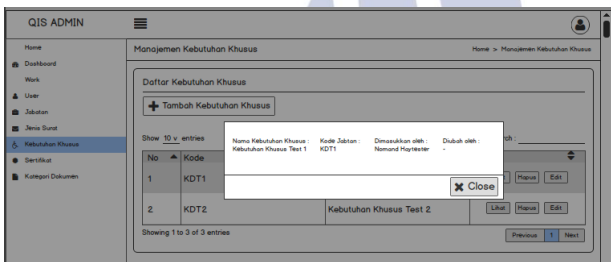 QIS ADMIN
Home
Dashboard
Work
User
Jabatan
Jenis Surat
Kebutuhan Khusus
Sertifikat
Kategori Dokumen
Manajemen Kebutuhan Khusus
Home > Manajemen Kebutuhan Khusus
Daftar Kebutuhan Khusus
Tambah Kebutuhan Khusus
Show 10 v entries
rch :
Nama Kebutuhan Khusus : Kode Jabtan : Dimasukkan oleh : Diubah oleh :
Kebutuhan Khusus Test 1 KDT1 Nomand Haytester -
Close
No Kode
1 KDT1 Hapus Edit
2 KDT2 Kebutuhan Khusus Test 2 Lihat Hapus Edit
Showing 1 to 3 of 3 entries
Previous 1 Next